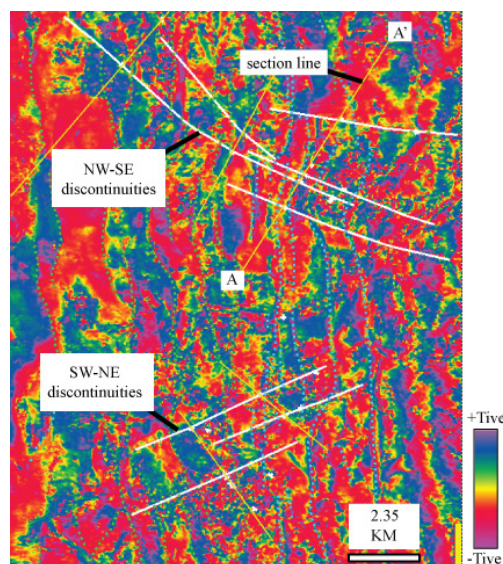 A'
section line
NW-SE
discontinuities
A
SW-NE
discontinuities
+Tive
2.35
KM
-Tive